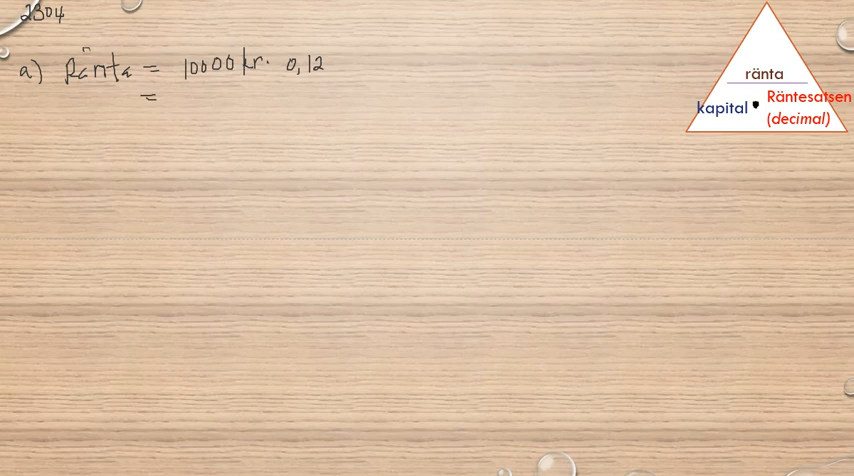 2304
a) Ränta = 10000 kr. 0,12
=
ränta
kapital • Räntesatsen
(decimal)